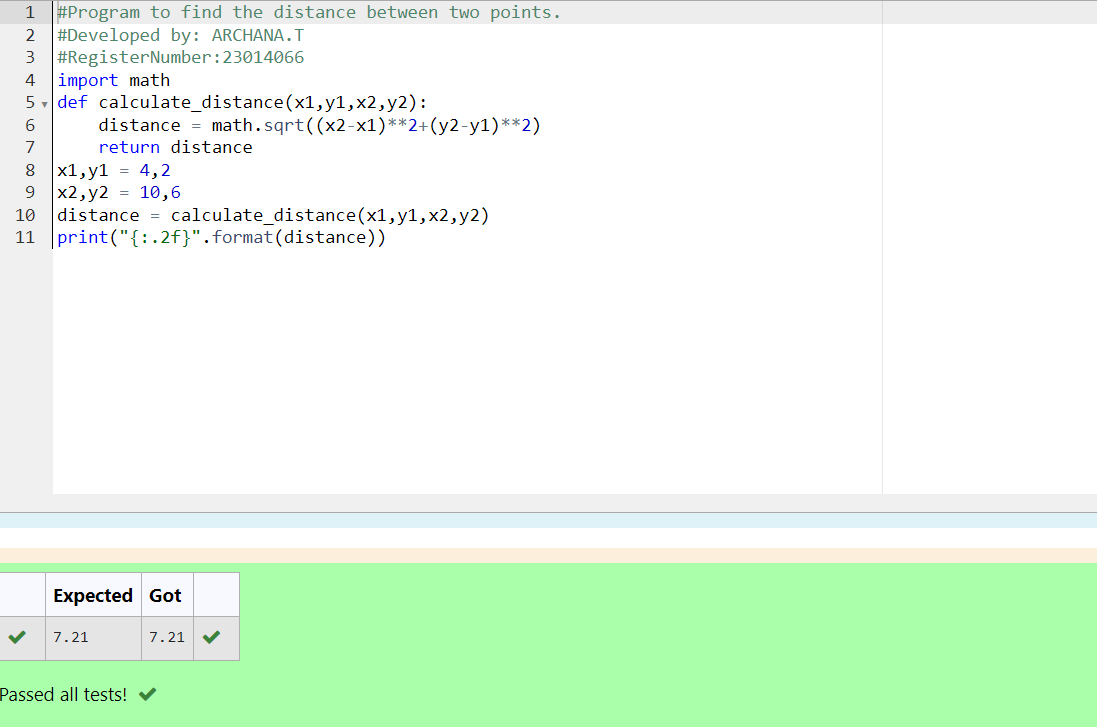 1 #Program to find the distance between two points.
2 #Developed by: ARCHANA.T
3 #RegisterNumber:23014066
4 import math
5 def calculate_distance(x1,y1,x2,y2):
6     distance = math.sqrt((x2-x1)**2+(y2-y1)**2)
7     return distance
8 x1,y1 = 4,2
9 x2,y2 = 10,6
10 distance = calculate_distance(x1,y1,x2,y2)
11 print("{:.2f}".format(distance))
Expected Got
7.21 7.21
Passed all tests!